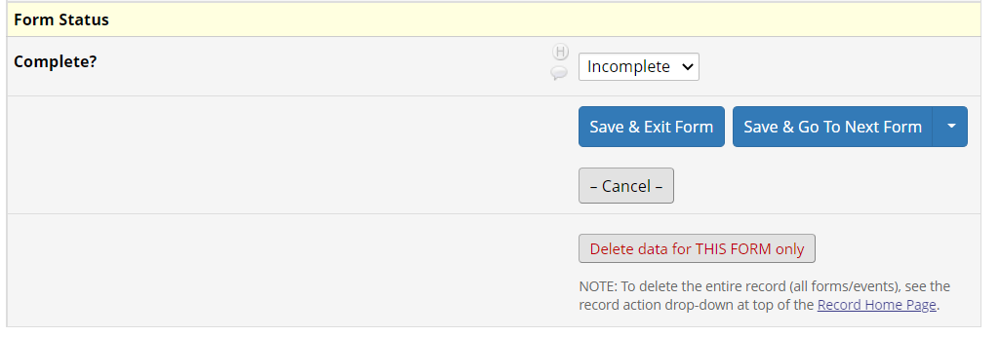 Form Status
Complete?
H
Incomplete
Save & Exit Form
Save & Go To Next Form
– Cancel –
Delete data for THIS FORM only
NOTE: To delete the entire record (all forms/events), see the
record action drop-down at top of the Record Home Page.